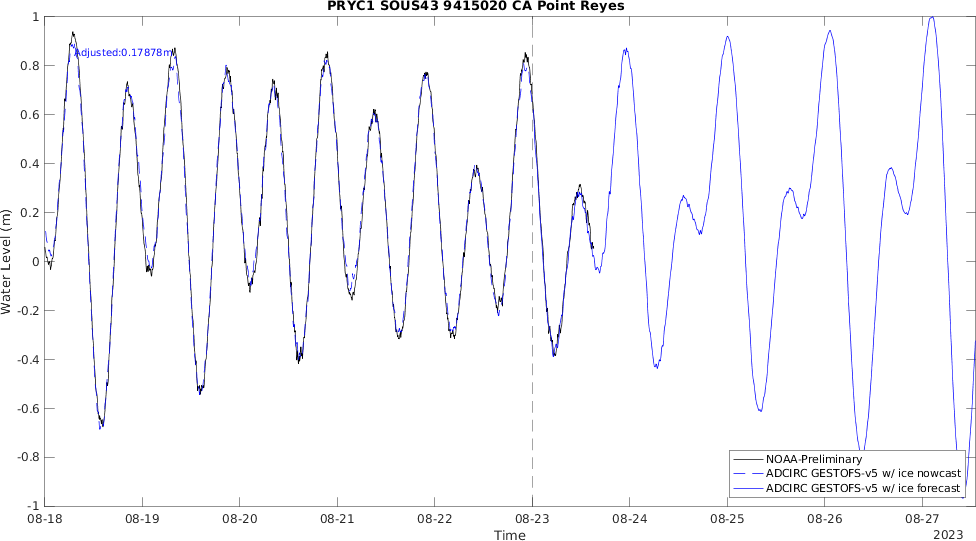 PRYC1 SOUS43 9415020 CA Point Reyes
Adjusted:0.17878m
Water Level (m)
1
0.8
0.6
0.4
0.2
0
-0.2
-0.4
-0.6
-0.8
-1
NOAA-Preliminary
ADCIRC GESTOFS-v5 w/ ice nowcast
ADCIRC GESTOFS-v5 w/ ice forecast
08-18 08-19 08-20 08-21 08-22 08-23 08-24 08-25 08-26 08-27
Time
2023